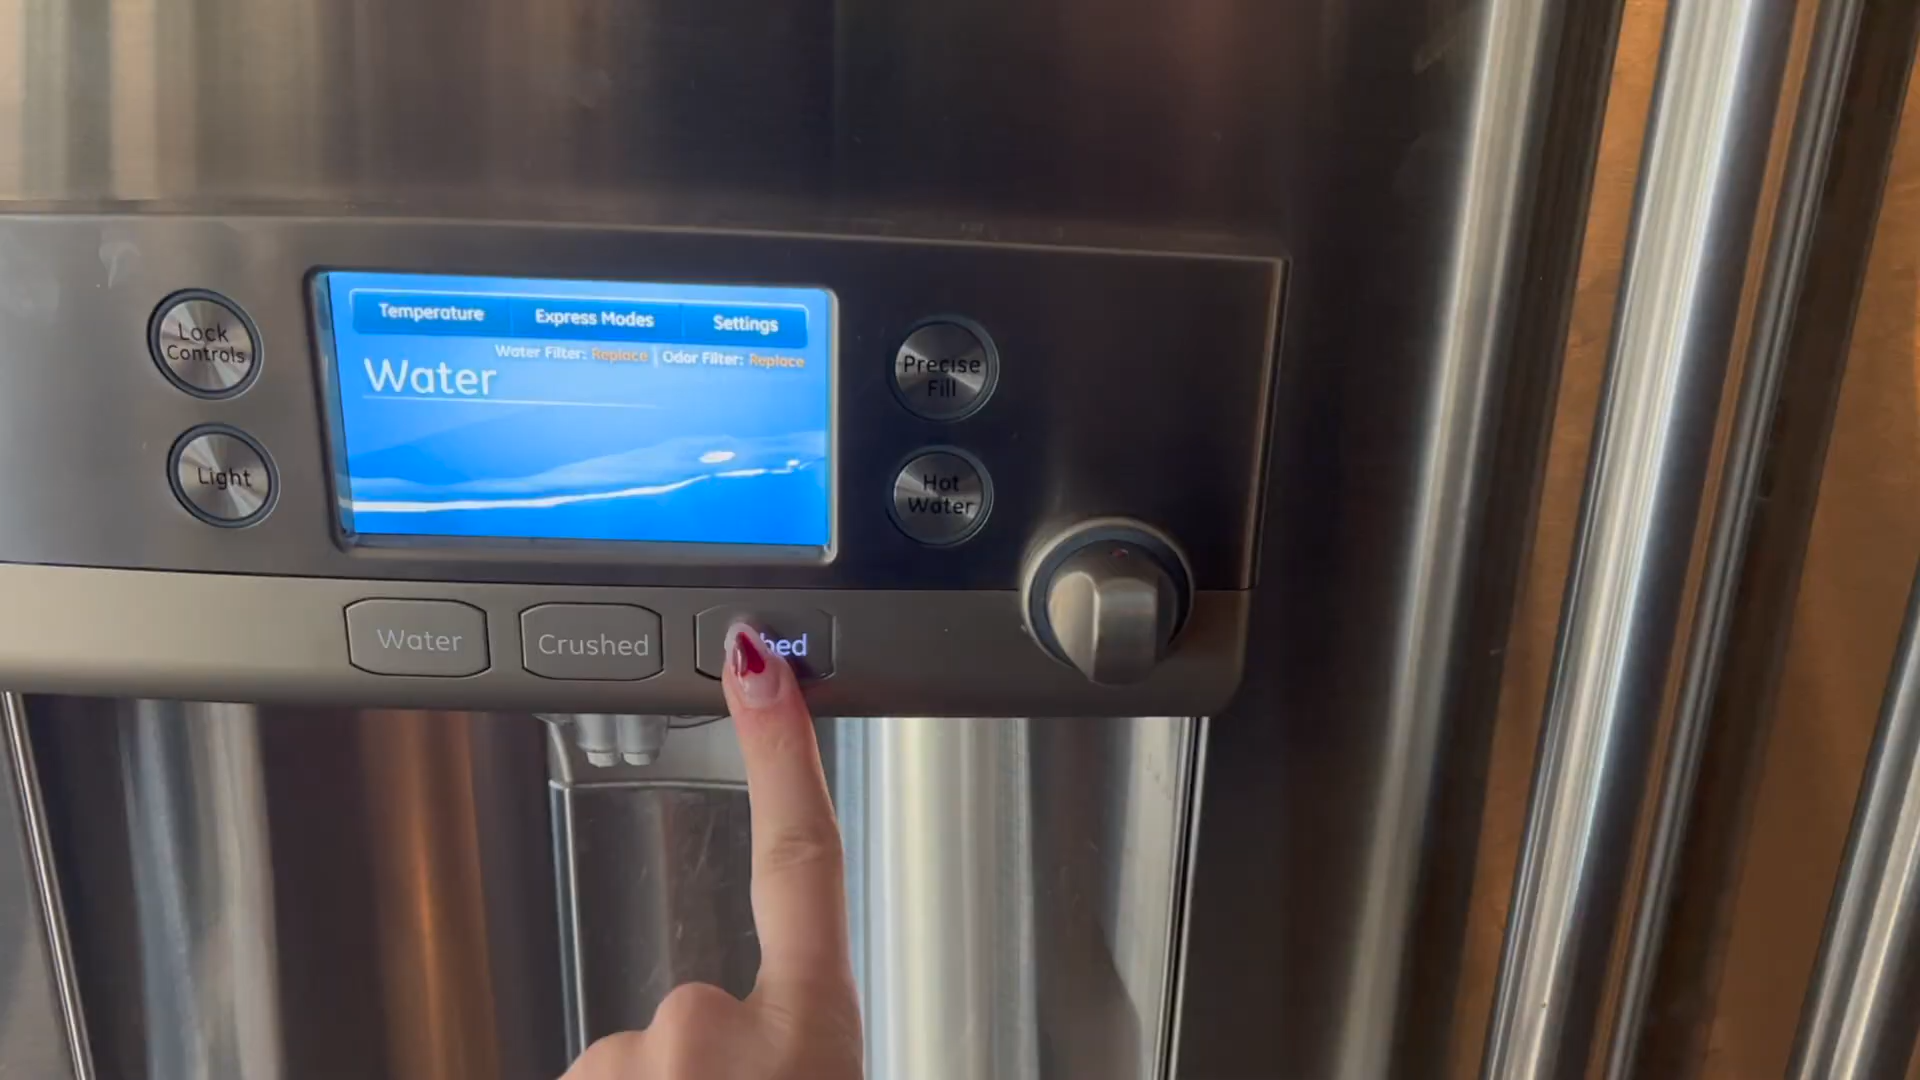 Lock
Controls
Light
Temperature Express Modes Settings
Water Filter: Replace | Odor Filter: Replace
Water
Precise
Fill
Hot
Water
Water
Crushed